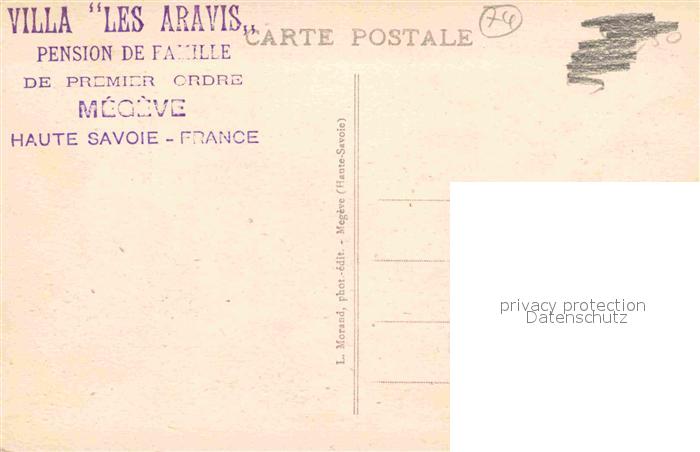 VILLA "LES ARAVIS„
PENSION DE FAMILLE
DE PREMIER ORDRE
MÉGÈVE
HAUTE SAVOIE - FRANCE
CARTE POSTALE
74
L. Morand, phot.-édit. - Megève (Haute-Savoie)
privacy protection
Datenschutz